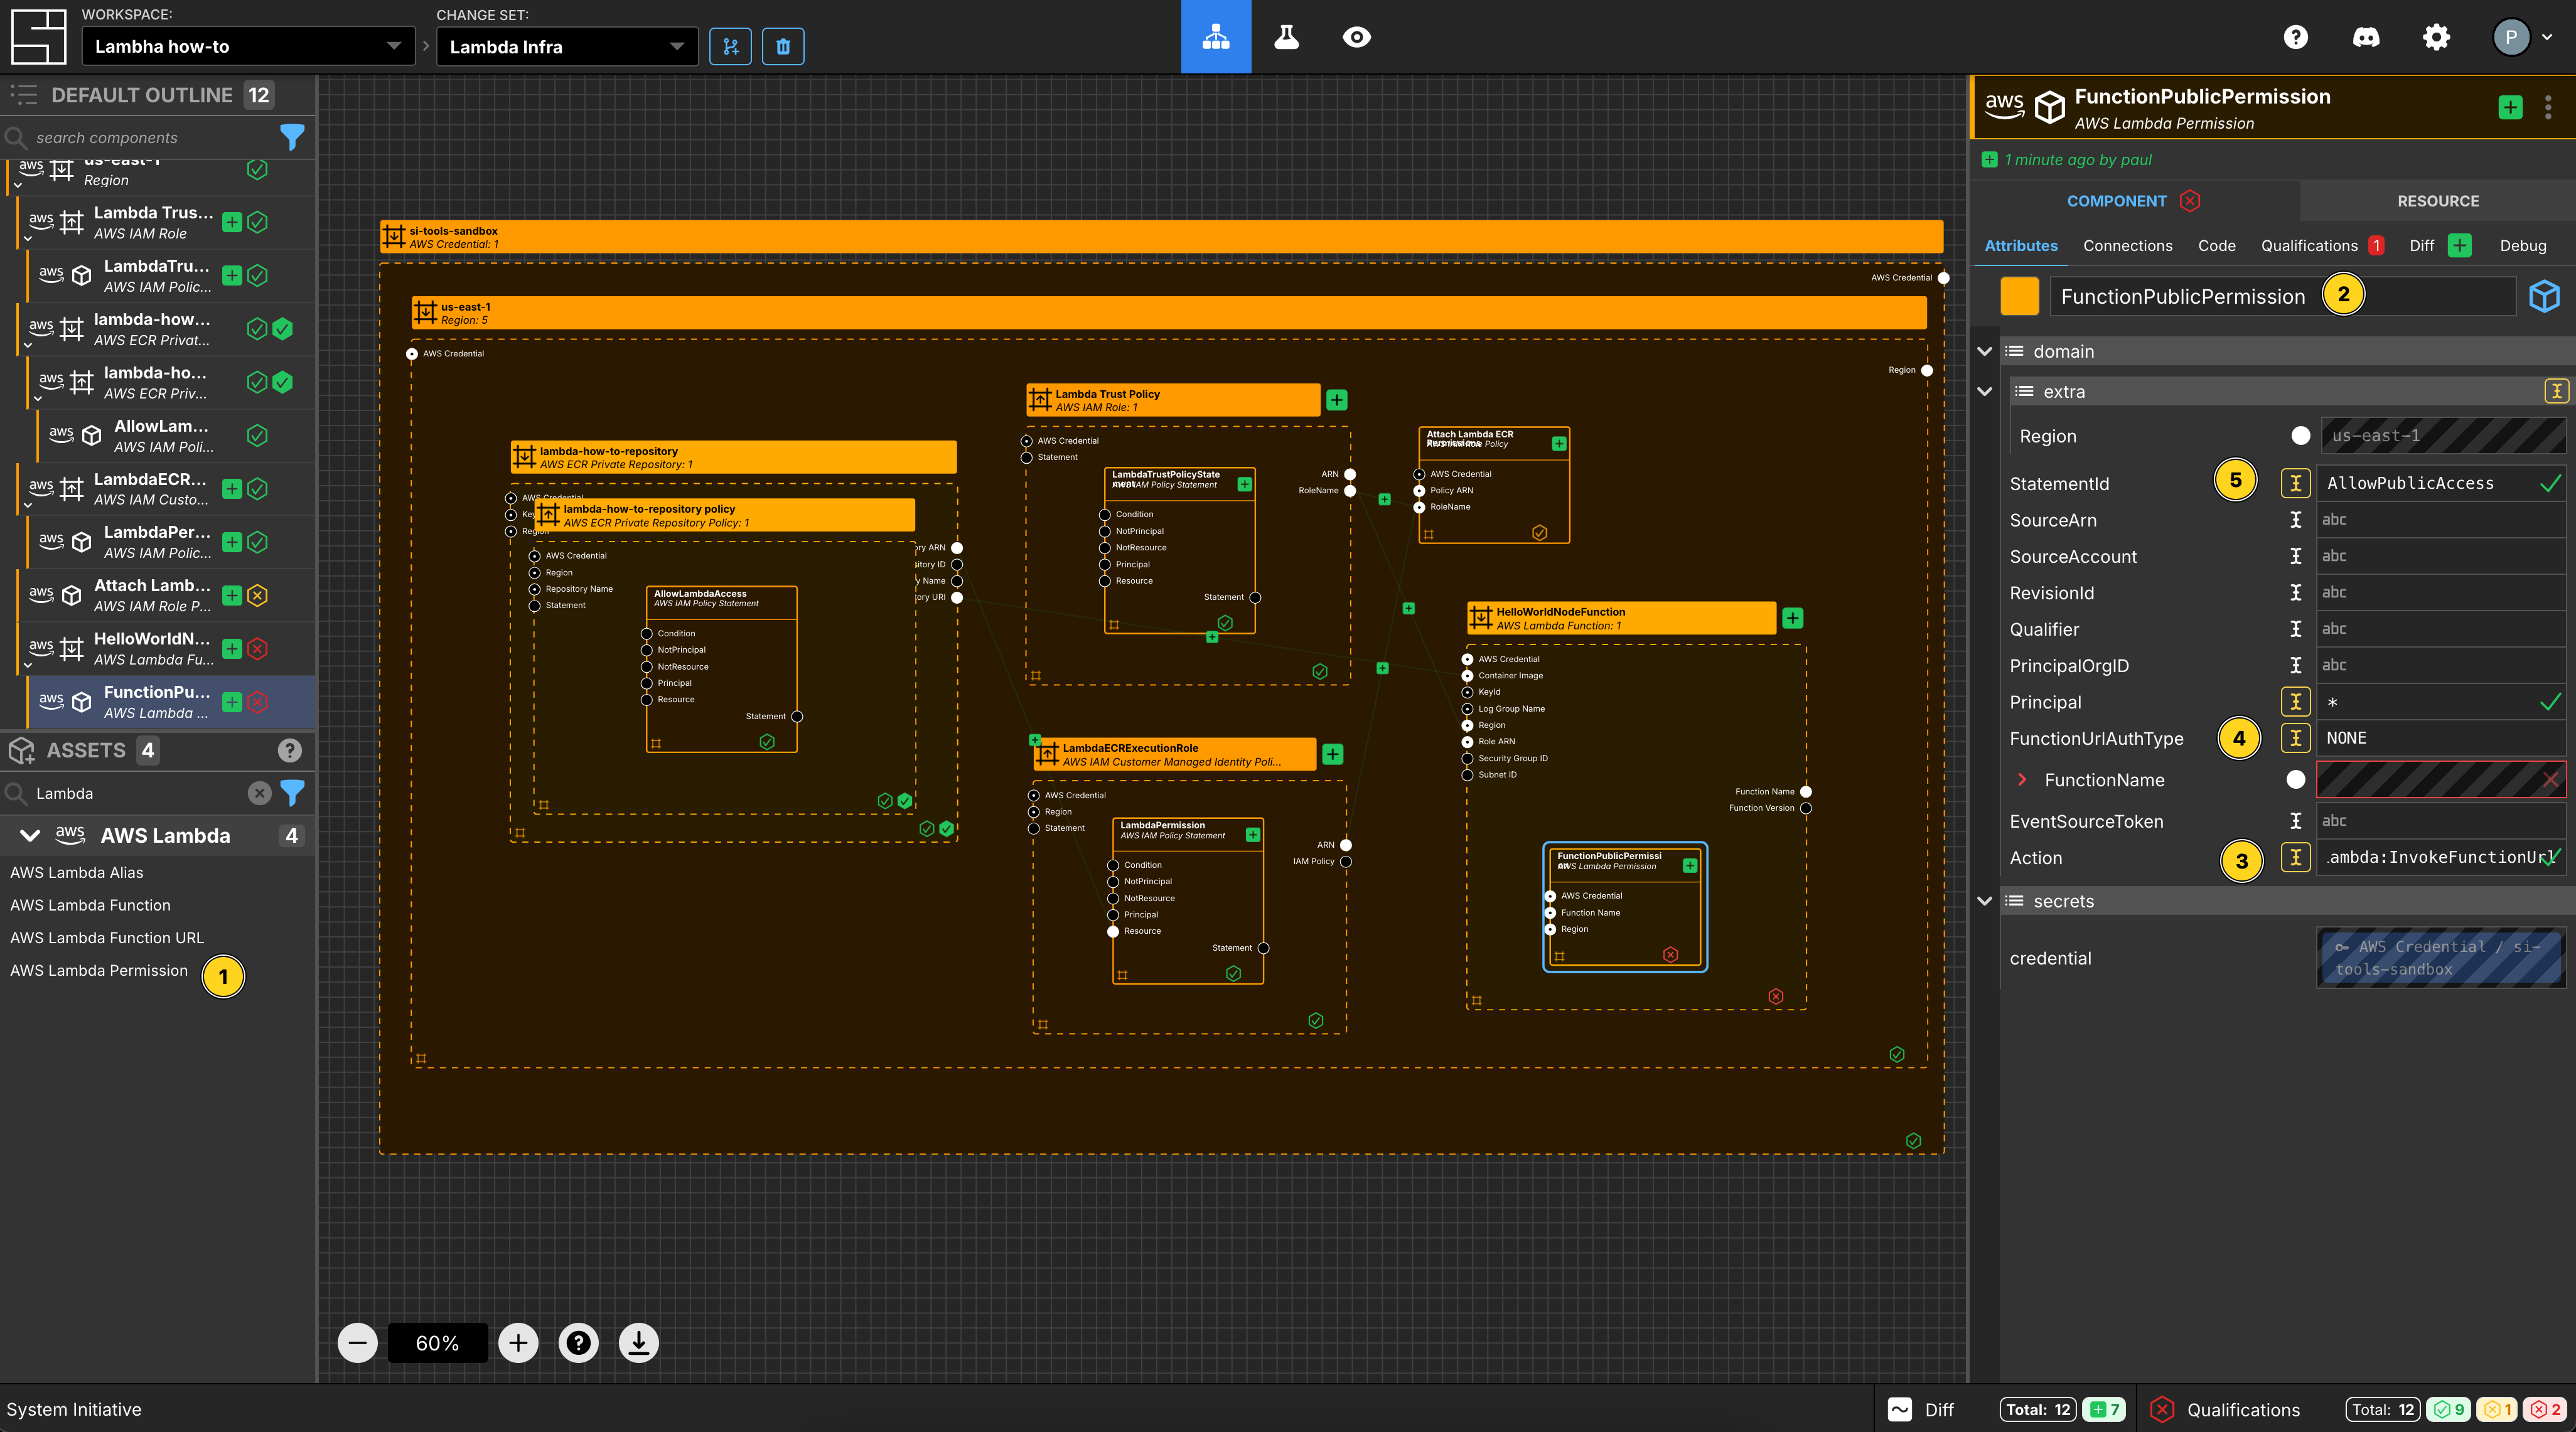 WORKSPACE:
Lambha how-to
CHANGE SET:
Lambda Infra
P
DEFAULT OUTLINE 12
search components
aws us-east-1
Region
aws Lambda Trus...
AWS IAM Role
aws LambdaTru...
AWS IAM Polic...
aws lambda-how...
AWS ECR Privat...
aws lambda-ho...
AWS ECR Priv...
aws AllowLam...
AWS IAM Poli...
aws LambdaECR...
AWS IAM Custo...
aws LambdaPer...
AWS IAM Polic...
aws Attach Lamb...
AWS IAM Role P...
aws HelloWorldN...
AWS Lambda Fu...
aws FunctionPu...
AWS Lambda ...
ASSETS 4
Lambda
aws AWS Lambda 4
AWS Lambda Alias
AWS Lambda Function
AWS Lambda Function URL
AWS Lambda Permission 1
si-tools-sandbox
AWS Credential: 1
AWS Credential
us-east-1
Region: 5
AWS Credential
Region
lambda-how-to-repository
AWS ECR Private Repository: 1
AWS Credential
Region
lambda-how-to-repository policy
AWS ECR Private Repository Policy: 1
AWS Credential
Region
Repository Name
Statement
AllowLambdaAccess
AWS IAM Policy Statement
Condition
NotPrincipal
NotResource
Principal
Resource
Statement
ory ARN
itory ID
y Name
ory URI
Lambda Trust Policy
AWS IAM Role: 1
AWS Credential
Statement
ARN
RoleName
LambdaTrustPolicyState
AWS IAM Policy Statement
Condition
NotPrincipal
NotResource
Principal
Resource
Statement
Attach Lambda ECR
AWS Credential
Policy ARN
RoleName
LambdaECRExecutionRole
AWS IAM Customer Managed Identity Poli...
AWS Credential
Region
Statement
ARN
IAM Policy
LambdaPermission
AWS IAM Policy Statement
Condition
NotPrincipal
NotResource
Principal
Resource
Statement
HelloWorldNodeFunction
AWS Lambda Function: 1
AWS Credential
Container Image
KeyId
Log Group Name
Region
Role ARN
Security Group ID
Subnet ID
Function Name
Function Version
FunctionPublicPermissi
AWS Lambda Permission
AWS Credential
Function Name
Region
60%
aws FunctionPublicPermission
AWS Lambda Permission
1 minute ago by paul
COMPONENT RESOURCE
Attributes Connections Code Qualifications 1 Diff Debug
FunctionPublicPermission 2
domain
extra
Region us-east-1
StatementId 5 AllowPublicAccess
SourceArn abc
SourceAccount abc
RevisionId abc
Qualifier abc
PrincipalOrgID abc
Principal *
FunctionUrlAuthType 4 NONE
FunctionName
EventSourceToken abc
Action 3 .ambda:InvokeFunctionUrl
secrets
credential AWS Credential / si-
tools-sandbox
System Initiative
Diff Total: 12 7 Qualifications Total: 12 9 1 2